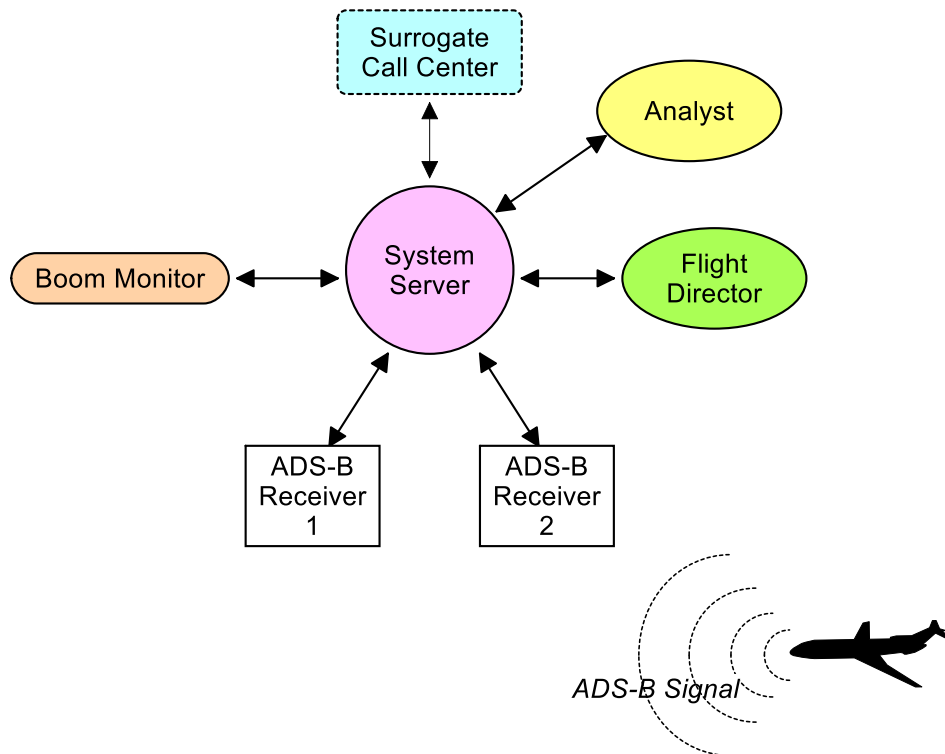 Surrogate
Call Center
Analyst
System
Server
Boom Monitor
Flight
Director
ADS-B
Receiver
1
ADS-B
Receiver
2
ADS-B Signal